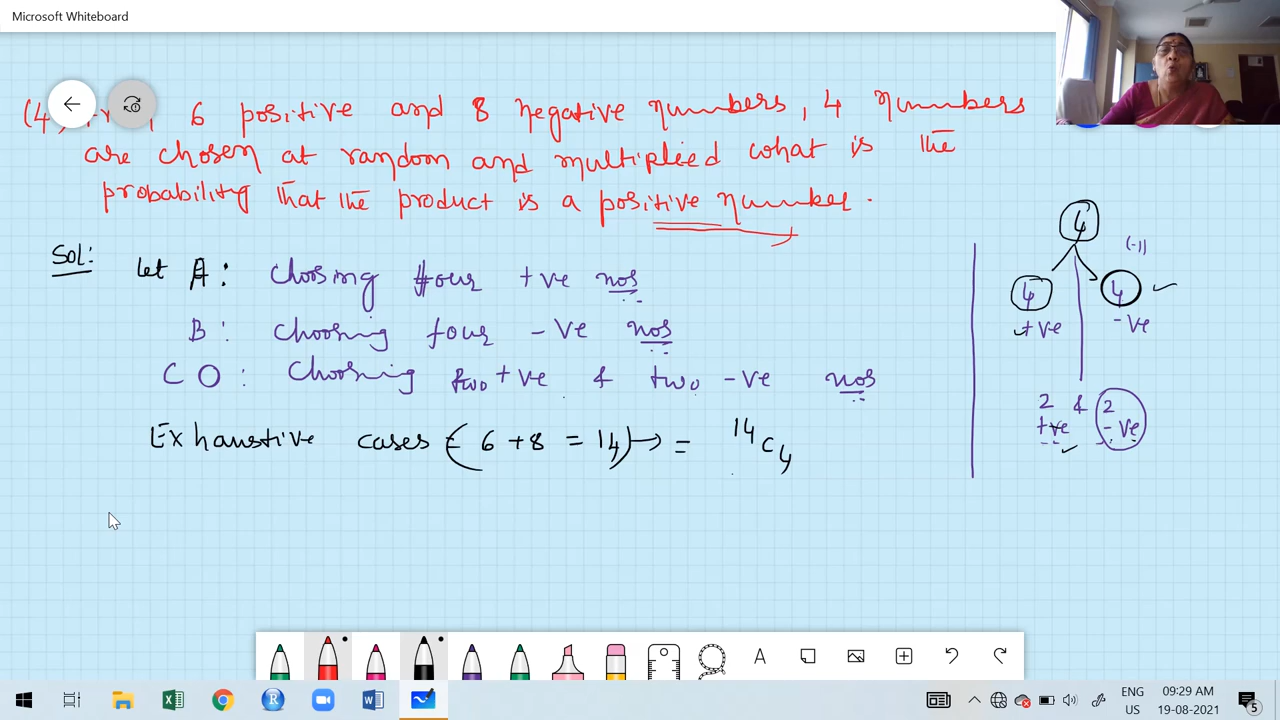 Microsoft Whiteboard
(4) 6 positive and 8 negative numbers, 4 numbers
are chosen at random and multiplied what is the
probability that the product is a positive number.
Sol:
let A: choosing four +ve nos
B: choosing four -ve nos
C : Choosing two +ve & two -ve nos
Exhaustive cases = (6 + 8 = 14) → = 14C4
4
(-1)
4 4
+ve -ve
2 & 2
+ve -ve
ENG 09:29 AM
US 19-08-2021
5